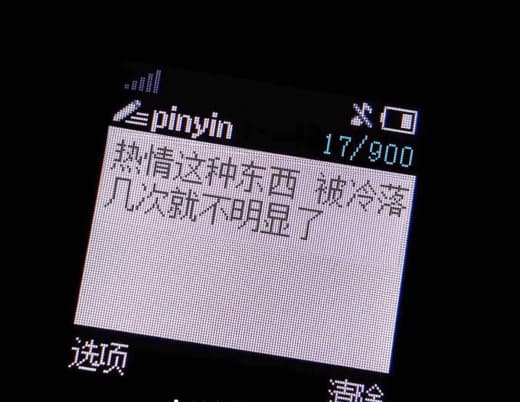 pinyin
17/900
热情这种东西 被冷落
几次就不明显了
选项
清除